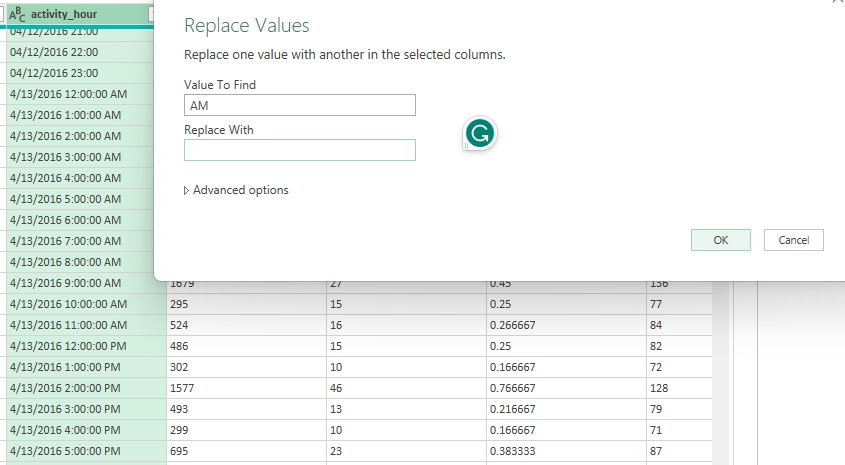 ABC activity_hour
04/12/2016 21:00
04/12/2016 22:00
04/12/2016 23:00
4/13/2016 12:00:00 AM
4/13/2016 1:00:00 AM
4/13/2016 2:00:00 AM
4/13/2016 3:00:00 AM
4/13/2016 4:00:00 AM
4/13/2016 5:00:00 AM
4/13/2016 6:00:00 AM
4/13/2016 7:00:00 AM
4/13/2016 8:00:00 AM
4/13/2016 9:00:00 AM 1679 27 0.45 136
4/13/2016 10:00:00 AM 295 15 0.25 77
4/13/2016 11:00:00 AM 524 16 0.266667 84
4/13/2016 12:00:00 PM 486 15 0.25 82
4/13/2016 1:00:00 PM 302 10 0.166667 72
4/13/2016 2:00:00 PM 1577 46 0.766667 128
4/13/2016 3:00:00 PM 493 13 0.216667 79
4/13/2016 4:00:00 PM 299 10 0.166667 71
4/13/2016 5:00:00 PM 695 23 0.383333 87
Replace Values
Replace one value with another in the selected columns.
Value To Find
AM
Replace With
Advanced options
OK Cancel